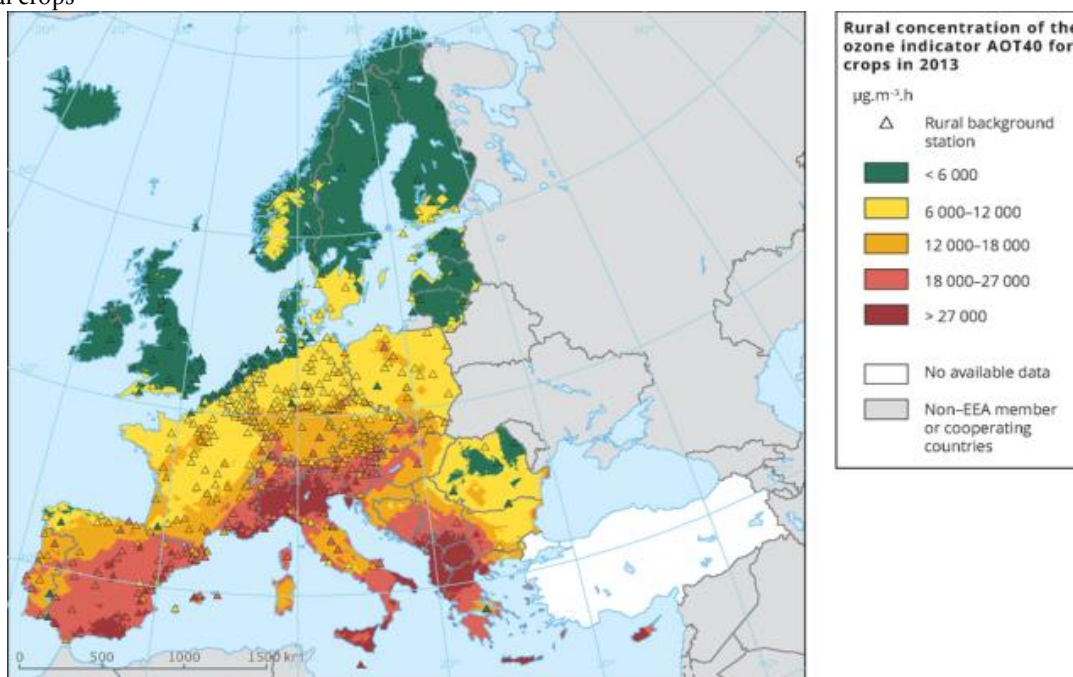 al crops
Rural concentration of the
ozone indicator AOT40 for
crops in 2013
µg.m⁻³.h
Rural background
station
< 6 000
6 000–12 000
12 000–18 000
18 000–27 000
> 27 000
No available data
Non–EEA member
or cooperating
countries
0 500 1000 1500 km